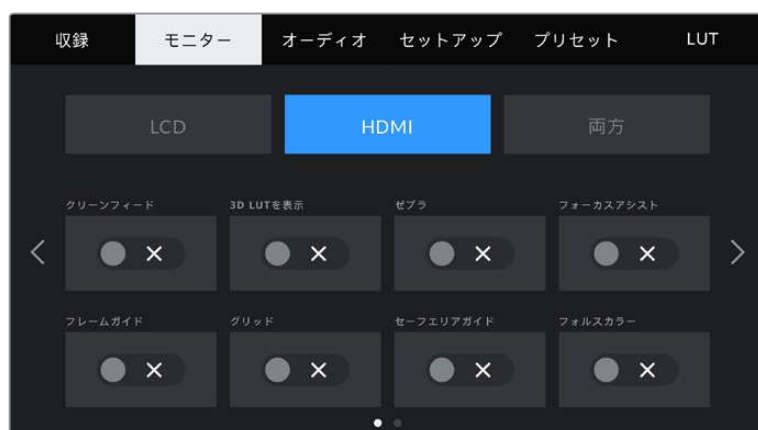 収録 モニター オーディオ セットアップ プリセット LUT
LCD HDMI 両方
クリーンフィード 3D LUTを表示 ゼブラ フォーカスアシスト
フレームガイド グリッド セーフエリアガイド フォルスカラー